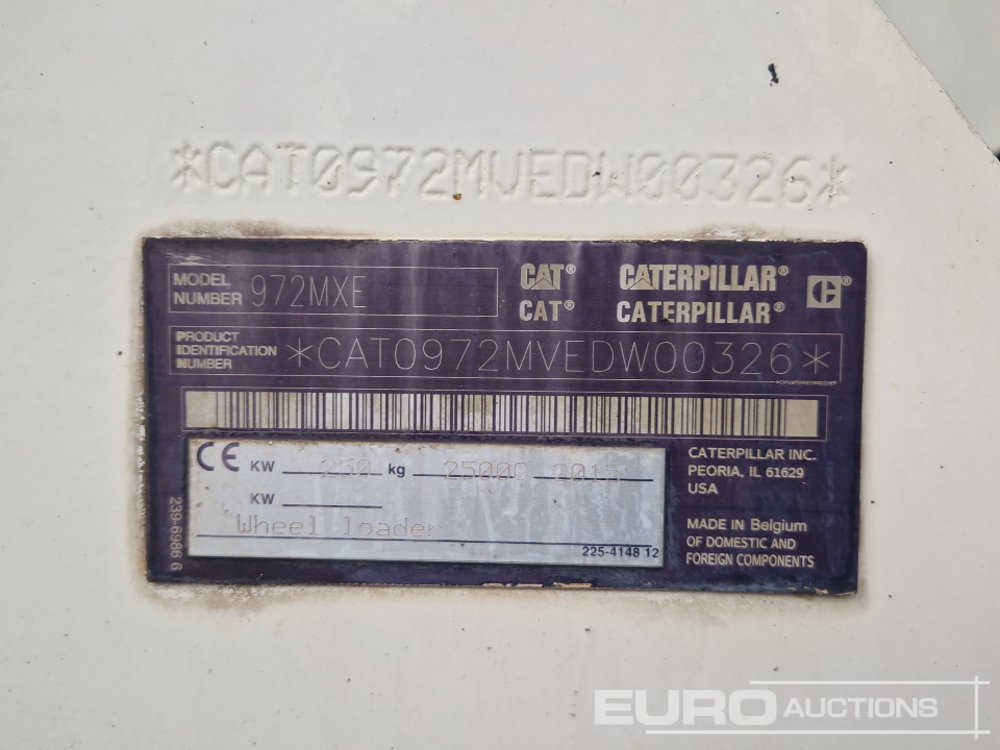 *CAT0972MVEDW00326*
MODEL NUMBER 972MXE
CAT® CATERPILLAR®
CAT® CATERPILLAR®
PRODUCT IDENTIFICATION NUMBER *CAT0972MVEDW00326*
CE KW 250 kg 25000 2015
KW
Wheel loader
225-4148 12
239-6986 6
CATERPILLAR INC.
PEORIA, IL 61629
USA
MADE IN Belgium
OF DOMESTIC AND
FOREIGN COMPONENTS
EURO AUCTIONS